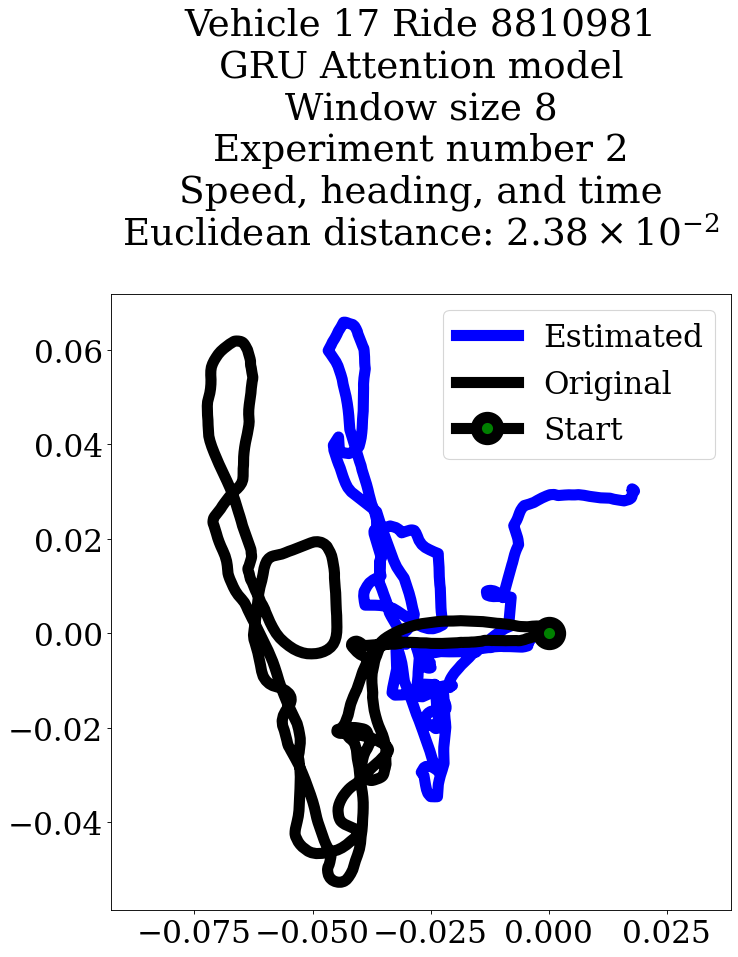 Vehicle 17 Ride 8810981
GRU Attention model
Window size 8
Experiment number 2
Speed, heading, and time
Euclidean distance: 2.38 × 10⁻²
Estimated
Original
Start
0.06
0.04
0.02
0.00
−0.02
−0.04
−0.075 −0.050 −0.025 0.000 0.025